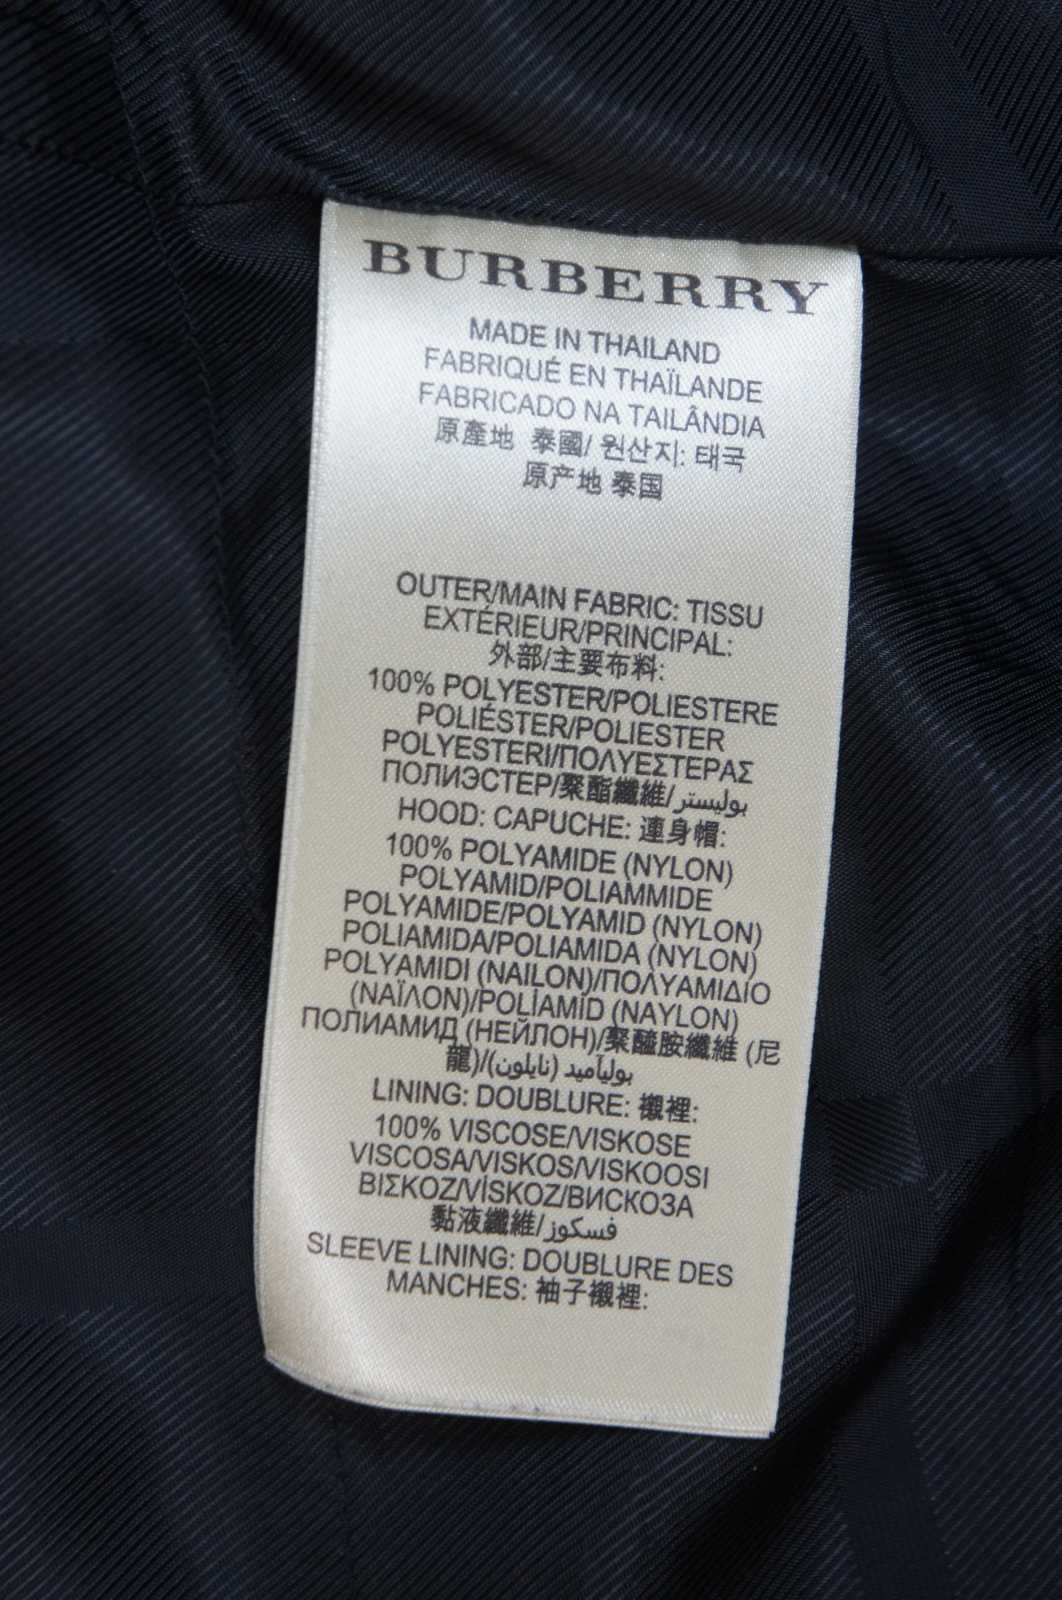 BURBERRY
MADE IN THAILAND
FABRIQUÉ EN THAÏLANDE
FABRICADO NA TAILÂNDIA
原產地 泰國/ 원산지: 태국
原产地 泰国
OUTER/MAIN FABRIC: TISSU
EXTÉRIEUR/PRINCIPAL:
外部/主要布料:
100% POLYESTER/POLIESTERE
POLIÉSTER/POLIESTER
POLYESTERI/ΠΟΛΥΕΣΤΕΡΑΣ
ПОЛИЭСТЕР/聚酯纖維/بوليستر
HOOD: CAPUCHE: 連身帽:
100% POLYAMIDE (NYLON)
POLYAMID/POLIAMMIDE
POLYAMIDE/POLYAMID (NYLON)
POLIAMIDA/POLIAMIDA (NYLON)
POLYAMIDI (NAILON)/ΠΟΛΥΑΜΙΔΙΟ
(ΝΑΪΛΟΝ)/POLİAMİD (NAYLON)
ПОЛИАМИД (НЕЙЛОН)/聚醯胺纖維 (尼
龍)/بولیآميد (نايلون)
LINING: DOUBLURE: 襯裡:
100% VISCOSE/VISKOSE
VISCOSA/VISKOS/VISKOOSI
ΒΙΣΚΟΖ/VİSKOZ/ВИСКОЗА
黏液纖維/فسكوز
SLEEVE LINING: DOUBLURE DES
MANCHES: 袖子襯裡: